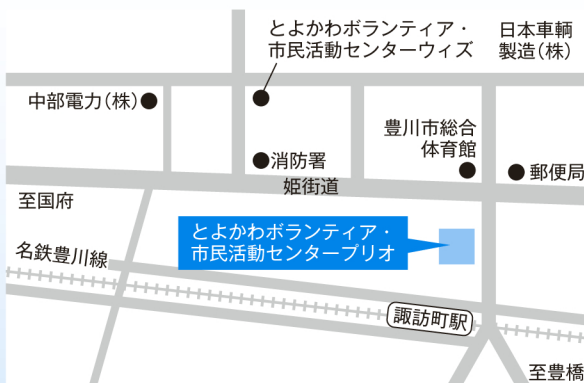 とよかわボランティア・
市民活動センターウィズ
日本車輌
製造(株)
中部電力(株)
豊川市総合
体育館
消防署
郵便局
姫街道
至国府
とよかわボランティア・
市民活動センタープリオ
名鉄豊川線
諏訪町駅
至豊橋